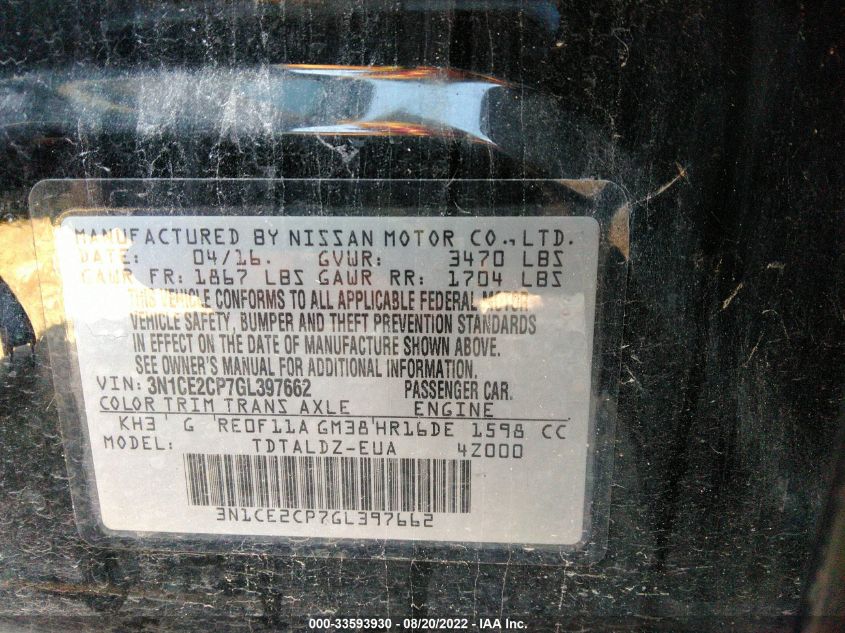 MANUFACTURED BY NISSAN MOTOR CO., LTD.
DATE: 04/16. GVWR: 3470 LBS
GAWR FR: 1867 LBS GAWR RR: 1704 LBS
THIS VEHICLE CONFORMS TO ALL APPLICABLE FEDERAL MOTOR
VEHICLE SAFETY, BUMPER AND THEFT PREVENTION STANDARDS
IN EFFECT ON THE DATE OF MANUFACTURE SHOWN ABOVE.
SEE OWNER'S MANUAL FOR ADDITIONAL INFORMATION.
VIN: 3N1CE2CP7GL397662 PASSENGER CAR.
COLOR TRIM TRANS AXLE ENGINE
KH3 G RE0F11A GM38 HR16DE 1598 CC
MODEL: TDTALDZ-EUA 4Z000
3N1CE2CP7GL397662
000-33593930 - 08/20/2022 - IAA Inc.